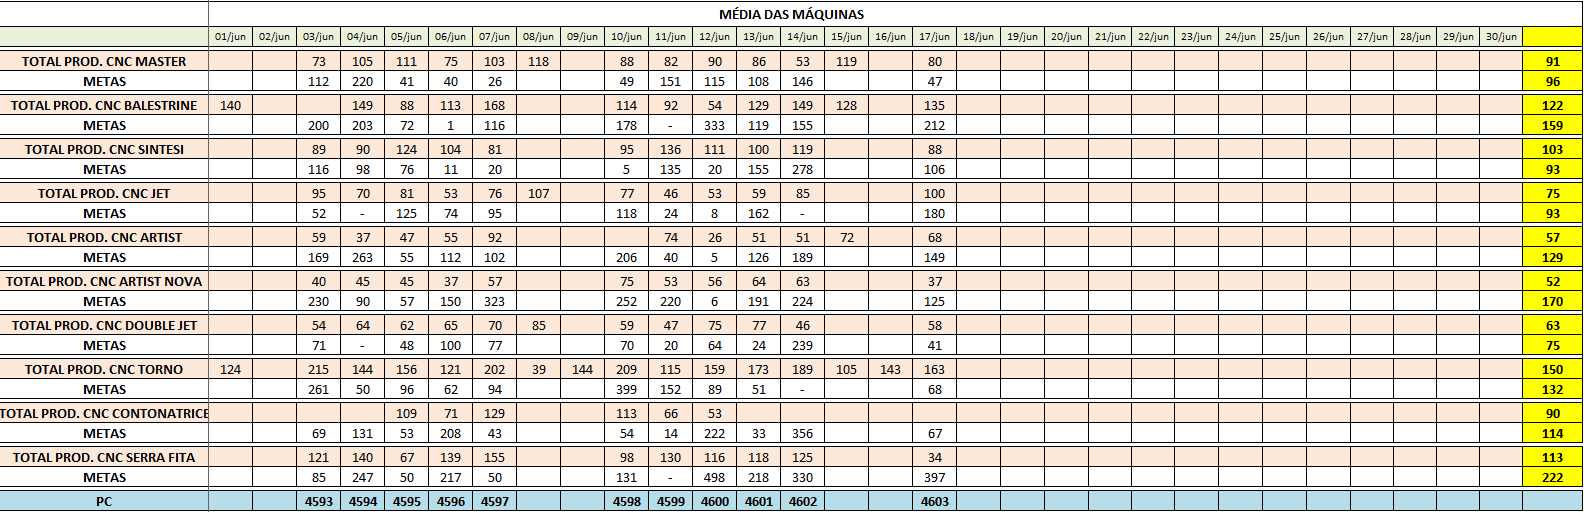 MÉDIA DAS MÁQUINAS
01/jun 02/jun 03/jun 04/jun 05/jun 06/jun 07/jun 08/jun 09/jun 10/jun 11/jun 12/jun 13/jun 14/jun 15/jun 16/jun 17/jun 18/jun 19/jun 20/jun 21/jun 22/jun 23/jun 24/jun 25/jun 26/jun 27/jun 28/jun 29/jun 30/jun
TOTAL PROD. CNC MASTER 73 105 111 75 103 118 88 82 90 86 53 119 80 91
METAS 112 220 41 40 26 49 151 115 108 146 47 96
TOTAL PROD. CNC BALESTRINE 140 149 88 113 168 114 92 54 129 149 128 135 122
METAS 200 203 72 1 116 178 - 333 119 155 212 159
TOTAL PROD. CNC SINTESI 89 90 124 104 81 95 136 111 100 119 88 103
METAS 116 98 76 11 20 5 135 20 155 278 106 93
TOTAL PROD. CNC JET 95 70 81 53 76 107 77 46 53 59 85 100 75
METAS 52 - 125 74 95 118 24 8 162 - 180 93
TOTAL PROD. CNC ARTIST 59 37 47 55 92 74 26 51 51 72 68 57
METAS 169 263 55 112 102 206 40 5 126 189 149 129
TOTAL PROD. CNC ARTIST NOVA 40 45 45 37 57 75 53 56 64 63 37 52
METAS 230 90 57 150 323 252 220 6 191 224 125 170
TOTAL PROD. CNC DOUBLE JET 54 64 62 65 70 85 59 47 75 77 46 58 63
METAS 71 - 48 100 77 70 20 64 24 239 41 75
TOTAL PROD. CNC TORNO 124 215 144 156 121 202 39 144 209 115 159 173 189 105 143 163 150
METAS 261 50 96 62 94 399 152 89 51 - 68 132
TOTAL PROD. CNC CONTONATRICE 109 71 129 113 66 53 90
METAS 69 131 53 208 43 54 14 222 33 356 67 114
TOTAL PROD. CNC SERRA FITA 121 140 67 139 155 98 130 116 118 125 34 113
METAS 85 247 50 217 50 131 - 498 218 330 397 222
PC 4593 4594 4595 4596 4597 4598 4599 4600 4601 4602 4603